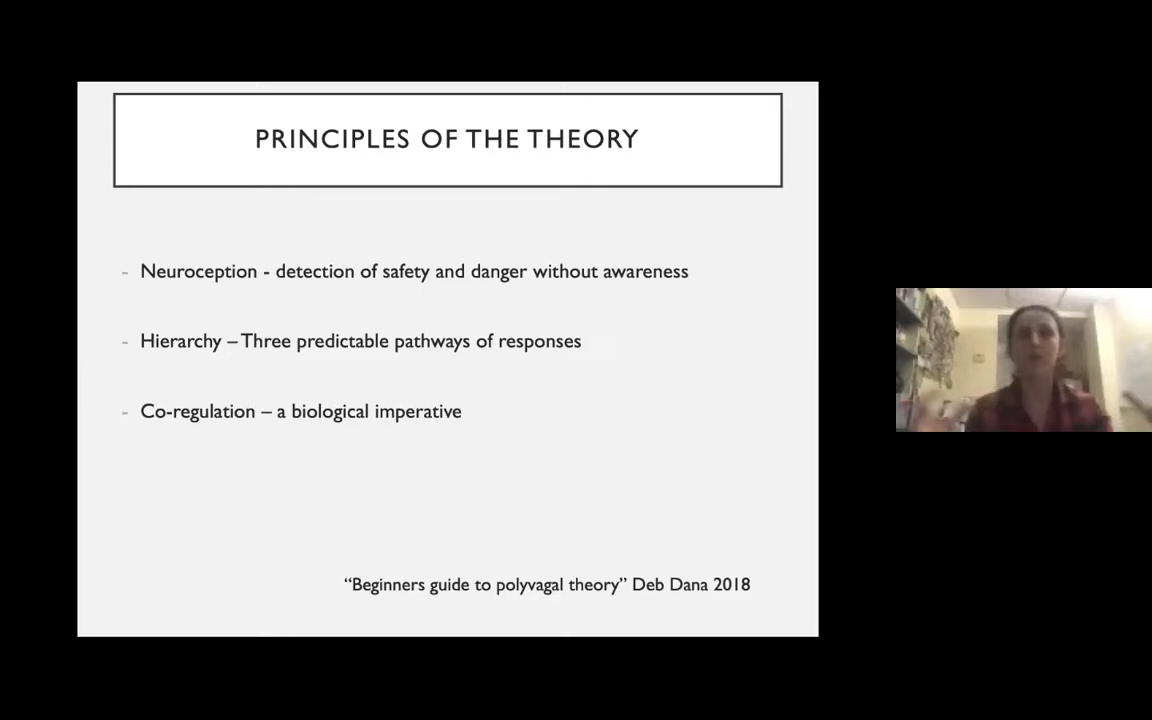 PRINCIPLES OF THE THEORY
- Neuroception - detection of safety and danger without awareness
- Hierarchy – Three predictable pathways of responses
- Co-regulation – a biological imperative
“Beginners guide to polyvagal theory” Deb Dana 2018